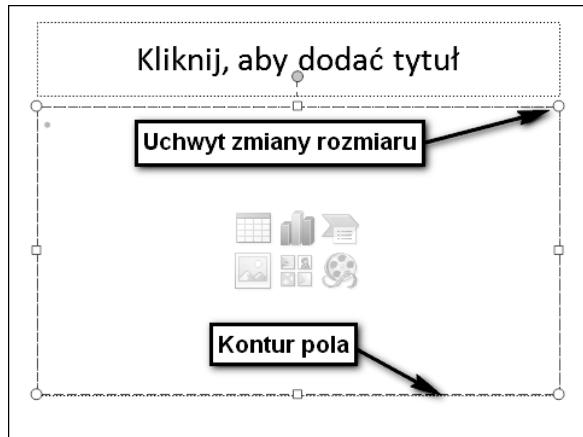 Kliknij, aby dodać tytuł
Uchwyt zmiany rozmiaru
Kontur pola